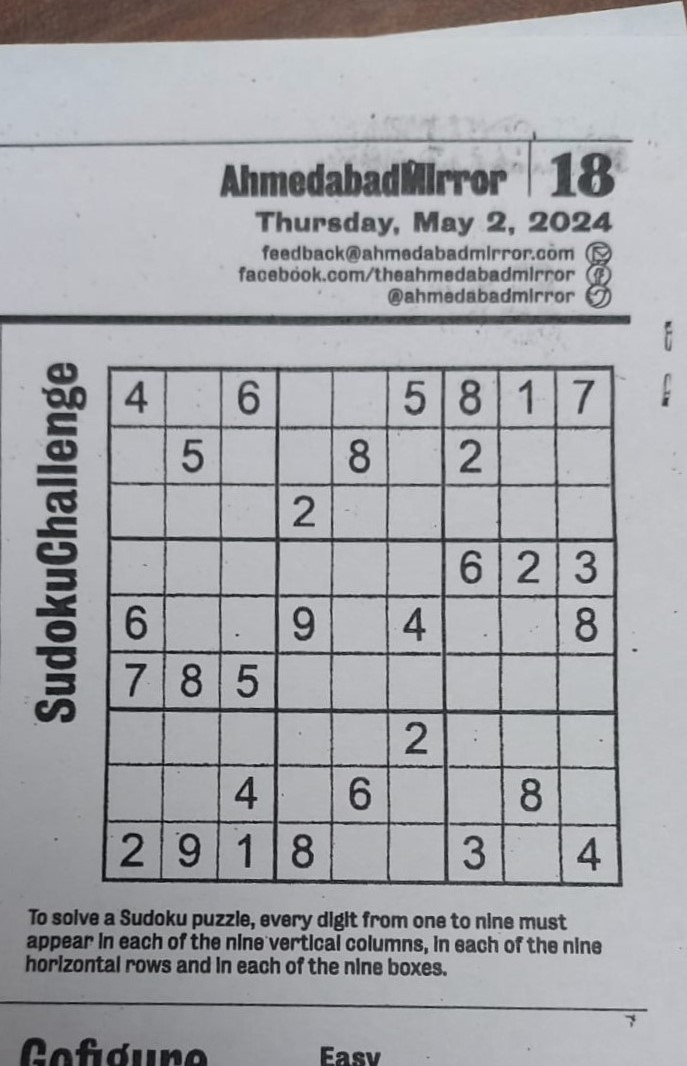 AhmedabadMirror 18
Thursday, May 2, 2024
feedback@ahmedabadmirror.com
facebook.com/theahmedabadmirror
@ahmedabadmirror
SudokuChallenge
4 6 5 8 1 7
5 8 2
2
6 2 3
6 9 4 8
7 8 5
2
4 6 8
2 9 1 8 3 4
To solve a Sudoku puzzle, every digit from one to nine must
appear in each of the nine vertical columns, in each of the nine
horizontal rows and in each of the nine boxes.
Gofigure Easy